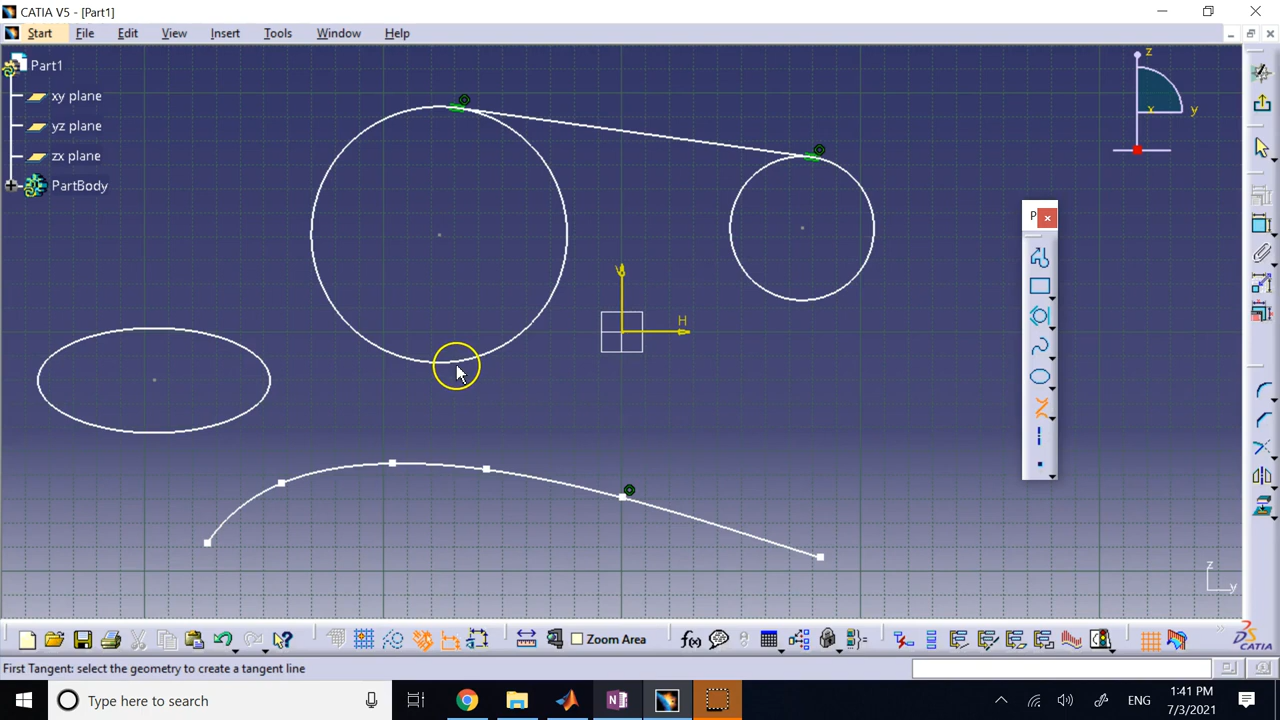 CATIA V5 - [Part1]
Start File Edit View Insert Tools Window Help
Part1
xy plane
yz plane
zx plane
PartBody
z
x
y
P...
V
H
z
y
Zoom Area
f(x)
CATIA
First Tangent: select the geometry to create a tangent line
Type here to search
ENG
1:41 PM
7/3/2021